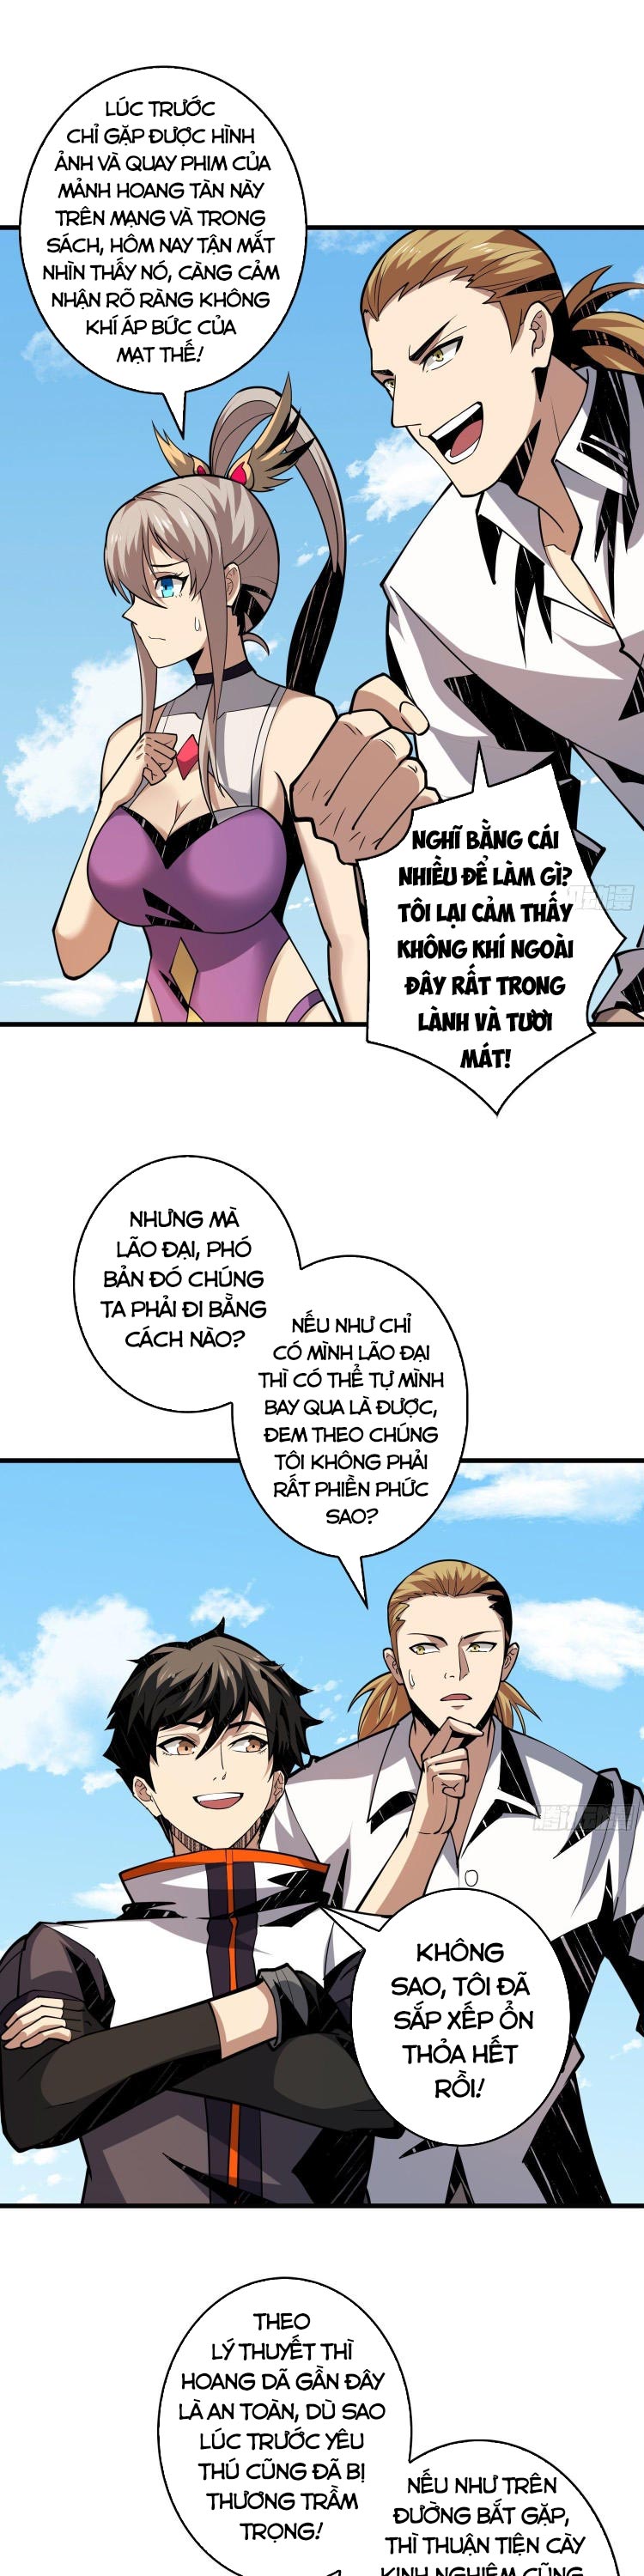 LÚC TRƯỚC
CHỈ GẶP ĐƯỢC HÌNH
ẢNH VÀ QUAY PHIM CỦA
MẢNH HOANG TÀN NÀY
TRÊN MẠNG VÀ TRONG
SÁCH, HÔM NAY TẬN MẮT
NHÌN THẤY NÓ, CÀNG CẢM
NHẬN RÕ RÀNG KHÔNG
KHÍ ÁP BỨC CỦA
MẠT THẾ!
NGHĨ BẰNG CÁI
NHIỀU ĐỂ LÀM GÌ?
TÔI LẠI CẢM THẤY
KHÔNG KHÍ NGOÀI
ĐÂY RẤT TRONG
LÀNH VÀ TƯƠI
MÁT!
NHƯNG MÀ
LÃO ĐẠI, PHÓ
BẢN ĐÓ CHÚNG
TA PHẢI ĐI BẰNG
CÁCH NÀO?
NẾU NHƯ CHỈ
CÓ MÌNH LÃO ĐẠI
THÌ CÓ THỂ TỰ MÌNH
BAY QUA LÀ ĐƯỢC,
ĐEM THEO CHÚNG
TÔI KHÔNG PHẢI
RẤT PHIỀN PHỨC
SAO?
KHÔNG
SAO, TÔI ĐÃ
SẮP XẾP ỔN
THỎA HẾT
RỒI!
THEO
LÝ THUYẾT THÌ
HOANG DÃ GẦN ĐÂY
LÀ AN TOÀN, DÙ SAO
LÚC TRƯỚC YÊU
THÚ CŨNG ĐÃ BỊ
THƯƠNG TRẦM
TRỌNG!
NẾU NHƯ TRÊN
ĐƯỜNG BẮT GẶP,
THÌ THUẬN TIỆN CÀY
KINH NGHIỆM CŨNG